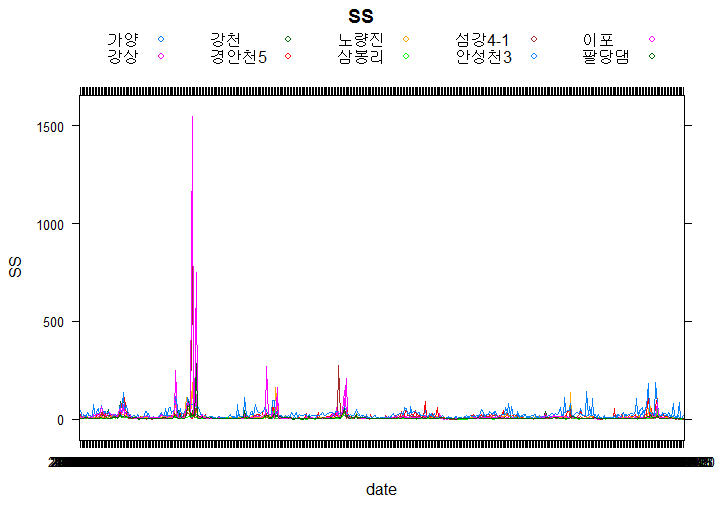 SS
가양 강천 노량진 섬강4-1 이포
강상 경안천5 삼봉리 안성천3 팔당댐
1500
1000
500
0
SS
date